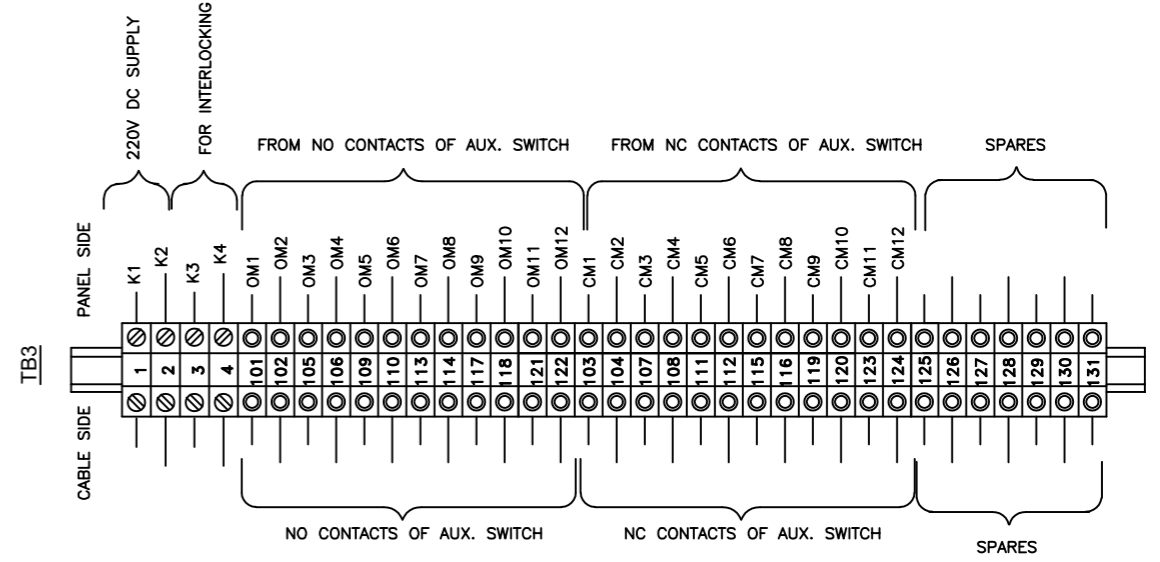 220V DC SUPPLY
FOR INTERLOCKING
FROM NO CONTACTS OF AUX. SWITCH
FROM NC CONTACTS OF AUX. SWITCH
SPARES
PANEL SIDE
K1 K2 K3 K4 OM1 OM2 OM3 OM4 OM5 OM6 OM7 OM8 OM9 OM10 OM11 OM12 CM1 CM2 CM3 CM4 CM5 CM6 CM7 CM8 CM9 CM10 CM11 CM12
TB3
1 2 3 4 101 102 105 106 109 110 113 114 117 118 121 122 103 104 107 108 111 112 115 116 119 120 123 124 125 126 127 128 129 130 131
CABLE SIDE
NO CONTACTS OF AUX. SWITCH
NC CONTACTS OF AUX. SWITCH
SPARES